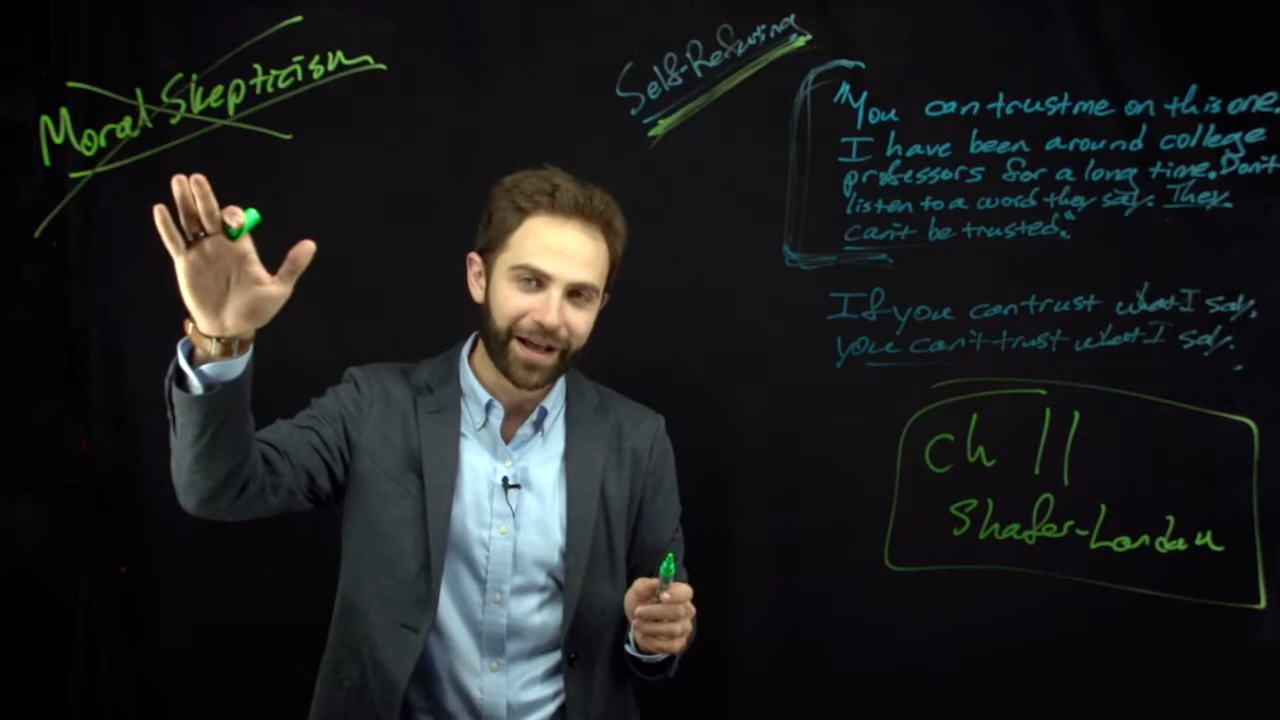 Moral Skepticism
Self-Refuting
"You can trust me on this one.
I have been around college
professors for a long time. Don't
listen to a word they say. They
can't be trusted."
If you can trust what I say,
you can't trust what I say.
ch 11
Shafer-Landau